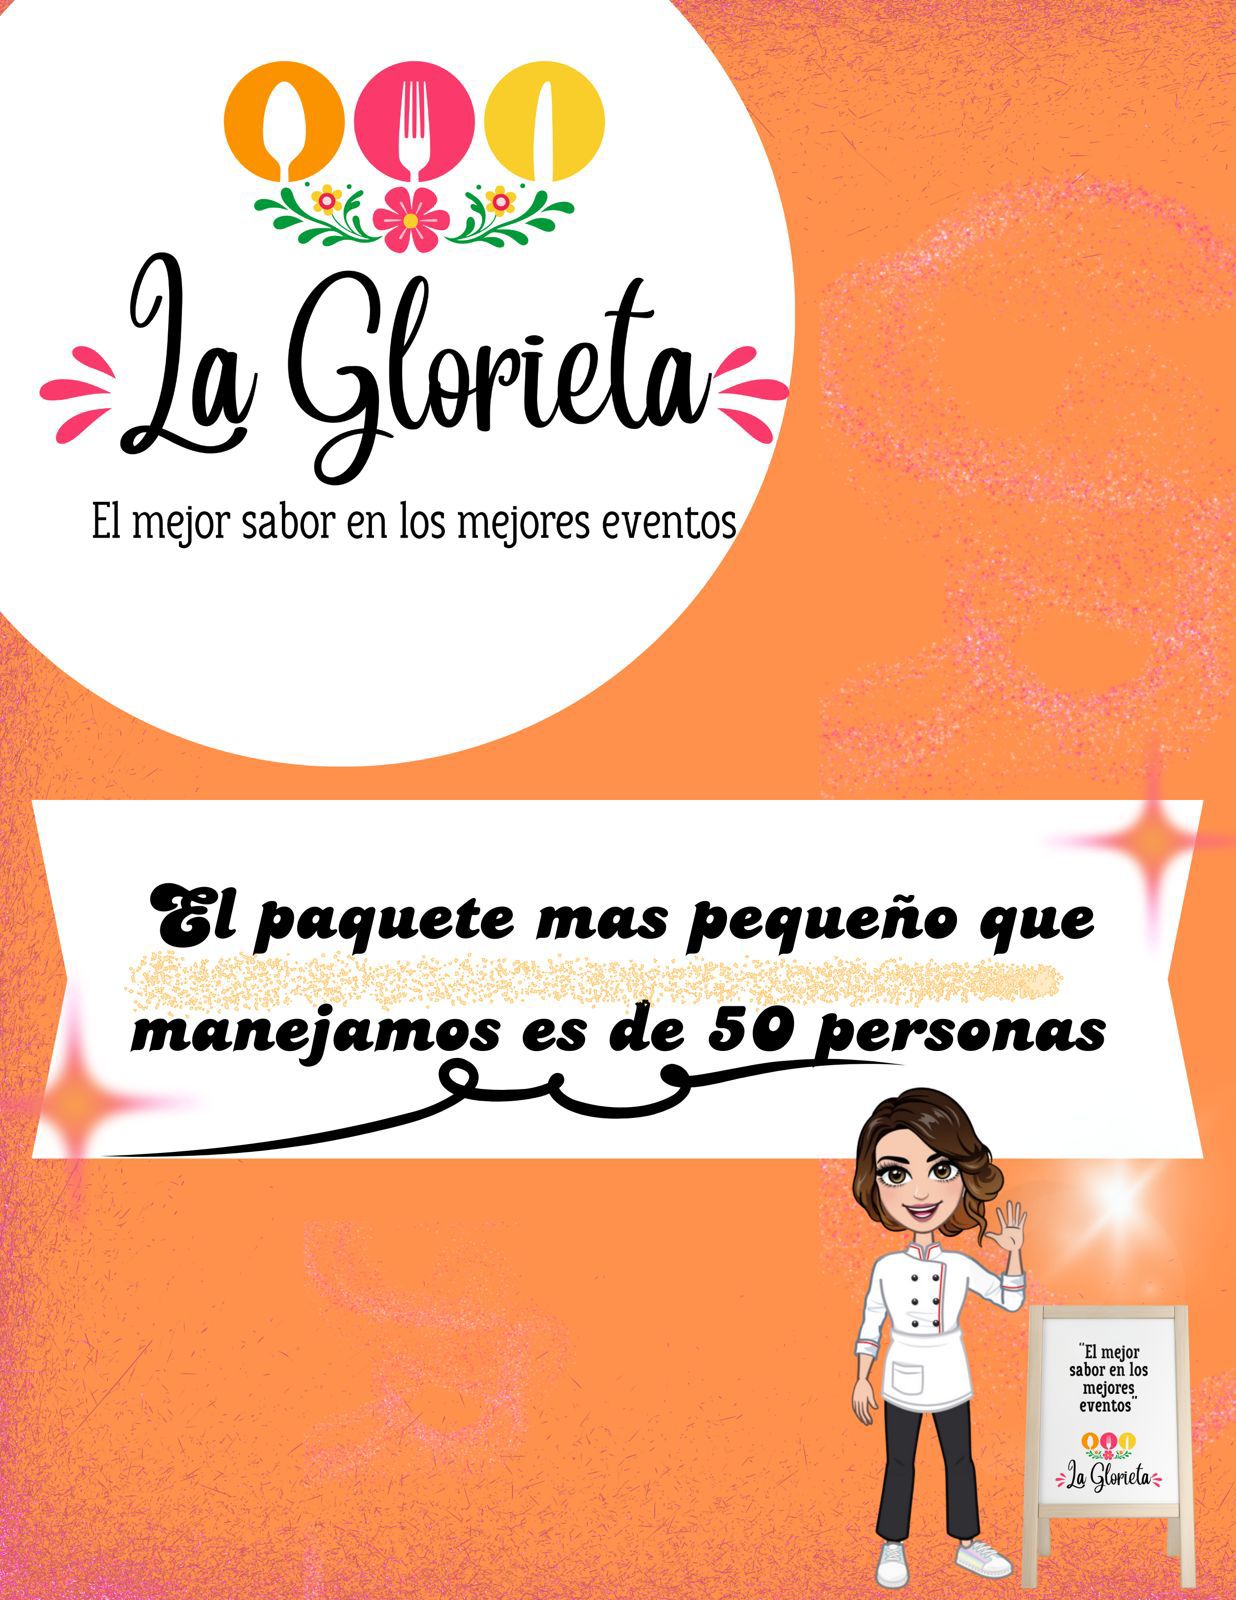 La Glorieta
El mejor sabor en los mejores eventos
El paquete mas pequeño que
manejamos es de 50 personas
"El mejor
sabor en los
mejores
eventos"
La Glorieta